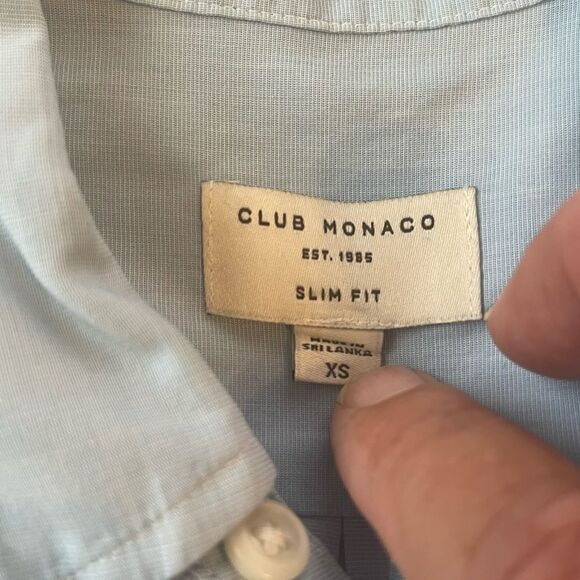 CLUB MONACO
EST. 1985
SLIM FIT
MADE IN
SRI LANKA
XS